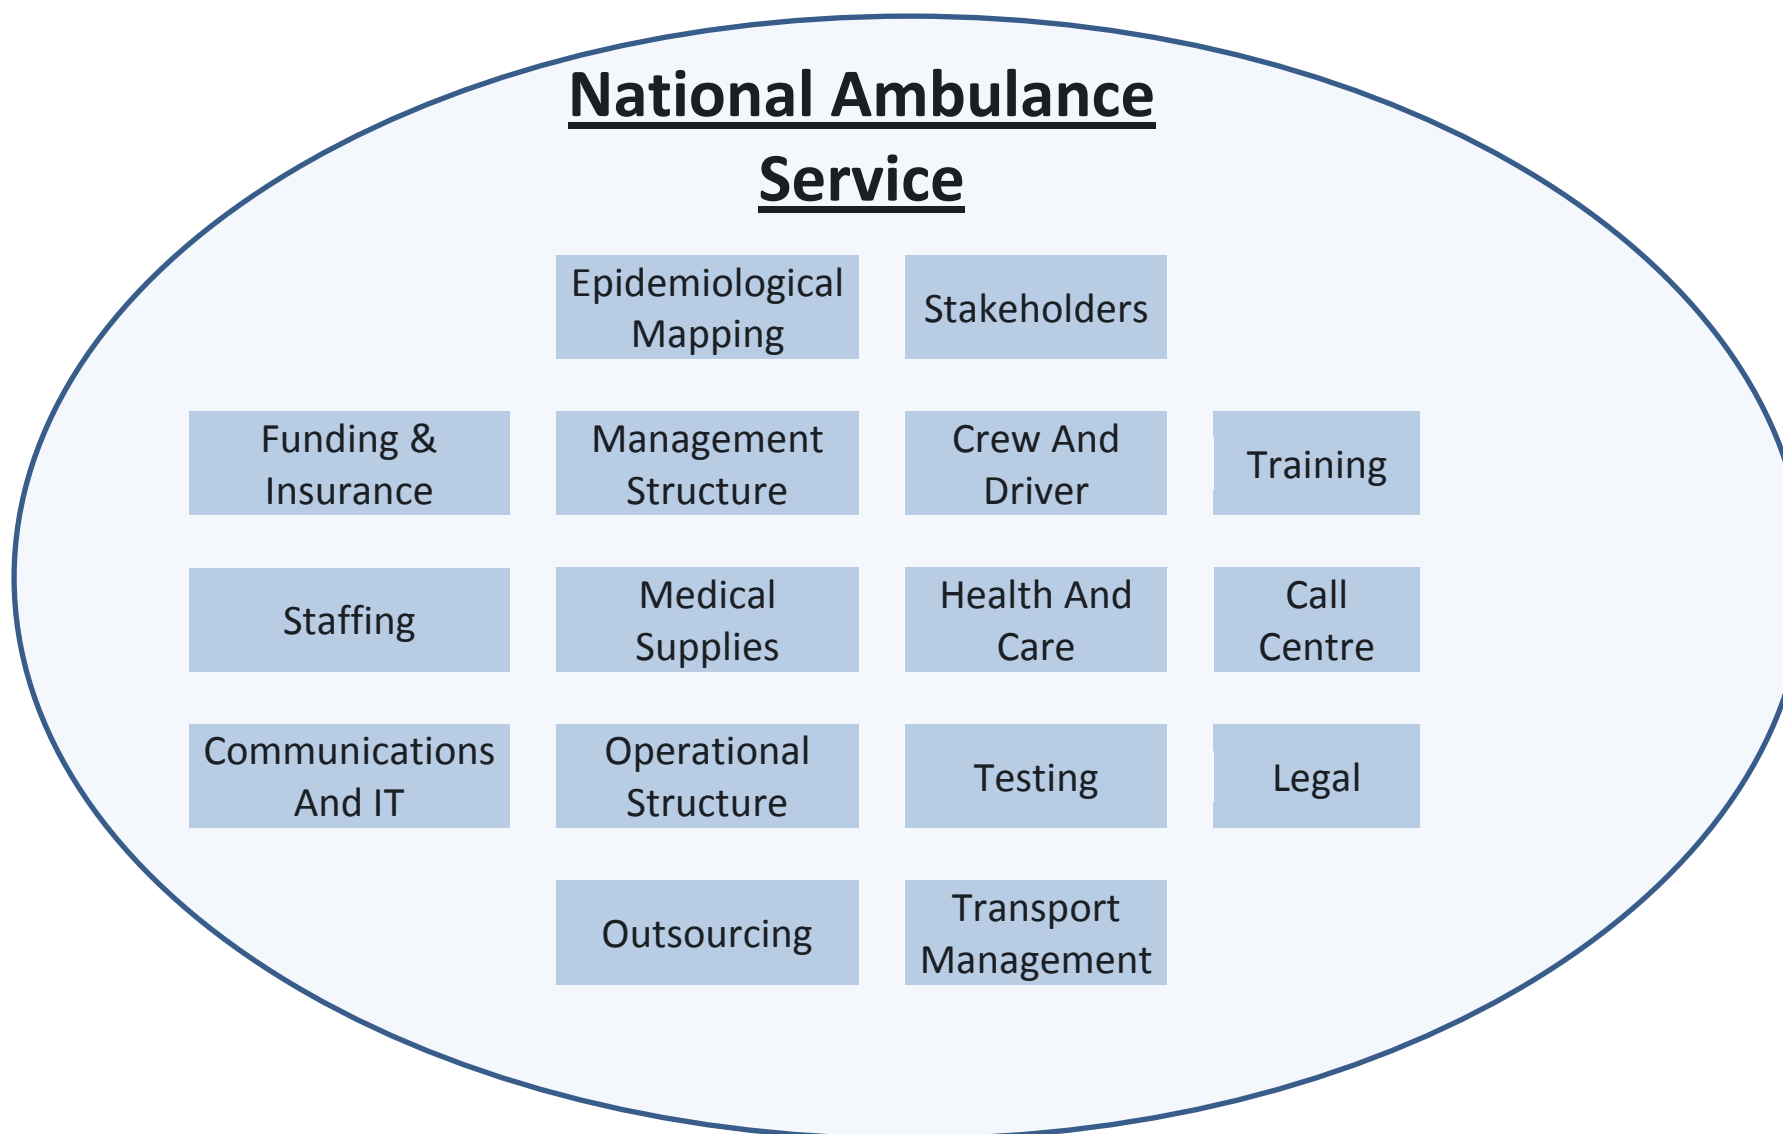 National Ambulance
Service
Epidemiological
Mapping
Stakeholders
Funding &
Insurance
Management
Structure
Crew And
Driver
Training
Staffing
Medical
Supplies
Health And
Care
Call
Centre
Communications
And IT
Operational
Structure
Testing
Legal
Outsourcing
Transport
Management